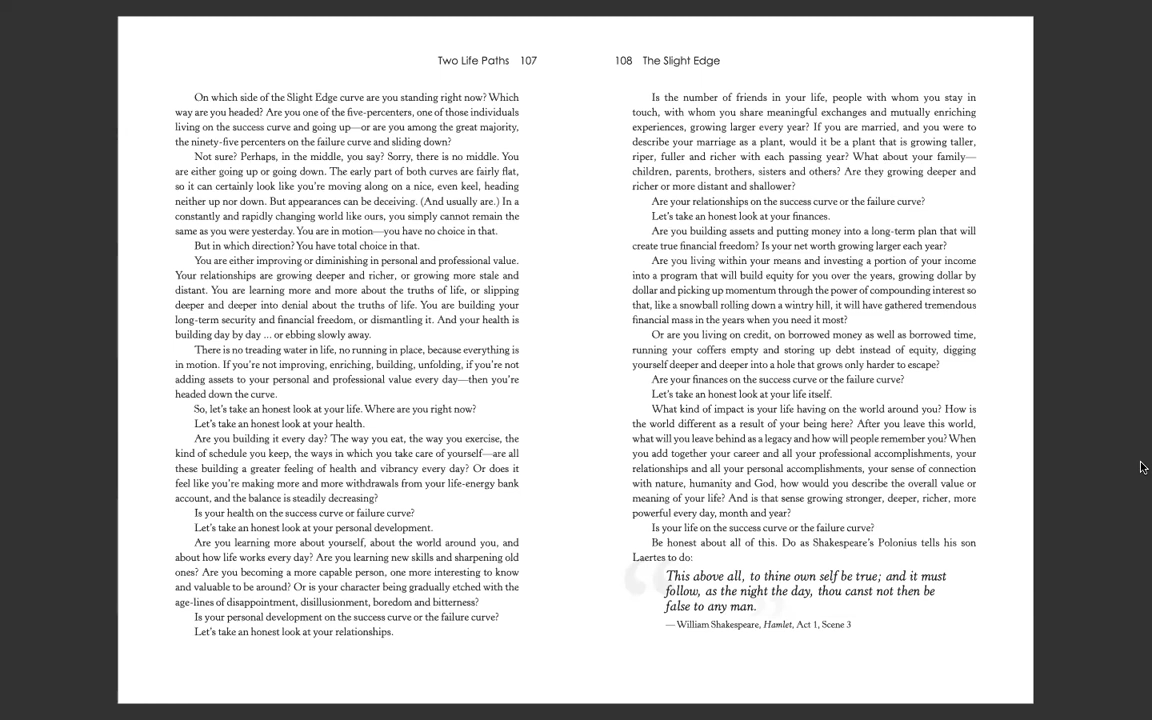 Two Life Paths 107
On which side of the Slight Edge curve are you standing right now? Which
way are you headed? Are you one of the five-percenters, one of those individuals
living on the success curve and going up—or are you among the great majority,
the ninety-five percenters on the failure curve and sliding down?
Not sure? Perhaps, in the middle, you say? Sorry, there is no middle. You
are either going up or going down. The early part of both curves are fairly flat,
so it can certainly look like you're moving along on a nice, even keel, heading
neither up nor down. But appearances can be deceiving. (And usually are.) In a
constantly and rapidly changing world like ours, you simply cannot remain the
same as you were yesterday. You are in motion—you have no choice in that.
But in which direction? You have total choice in that.
You are either improving or diminishing in personal and professional value.
Your relationships are growing deeper and richer, or growing more stale and
distant. You are learning more and more about the truths of life, or slipping
deeper and deeper into denial about the truths of life. You are building your
long-term security and financial freedom, or dismantling it. And your health is
building day by day ... or ebbing slowly away.
There is no treading water in life, no running in place, because everything is
in motion. If you're not improving, enriching, building, unfolding, if you're not
adding assets to your personal and professional value every day—then you're
headed down the curve.
So, let's take an honest look at your life. Where are you right now?
Let's take an honest look at your health.
Are you building it every day? The way you eat, the way you exercise, the
kind of schedule you keep, the ways in which you take care of yourself—are all
these building a greater feeling of health and vibrancy every day? Or does it
feel like you're making more and more withdrawals from your life-energy bank
account, and the balance is steadily decreasing?
Is your health on the success curve or failure curve?
Let's take an honest look at your personal development.
Are you learning more about yourself, about the world around you, and
about how life works every day? Are you learning new skills and sharpening old
ones? Are you becoming a more capable person, one more interesting to know
and valuable to be around? Or is your character being gradually etched with the
age-lines of disappointment, disillusionment, boredom and bitterness?
Is your personal development on the success curve or the failure curve?
Let's take an honest look at your relationships.
108 The Slight Edge
Is the number of friends in your life, people with whom you stay in
touch, with whom you share meaningful exchanges and mutually enriching
experiences, growing larger every year? If you are married, and you were to
describe your marriage as a plant, would it be a plant that is growing taller,
riper, fuller and richer with each passing year? What about your family—
children, parents, brothers, sisters and others? Are they growing deeper and
richer or more distant and shallower?
Are your relationships on the success curve or the failure curve?
Let's take an honest look at your finances.
Are you building assets and putting money into a long-term plan that will
create true financial freedom? Is your net worth growing larger each year?
Are you living within your means and investing a portion of your income
into a program that will build equity for you over the years, growing dollar by
dollar and picking up momentum through the power of compounding interest so
that, like a snowball rolling down a wintry hill, it will have gathered tremendous
financial mass in the years when you need it most?
Or are you living on credit, on borrowed money as well as borrowed time,
running your coffers empty and storing up debt instead of equity, digging
yourself deeper and deeper into a hole that grows only harder to escape?
Are your finances on the success curve or the failure curve?
Let's take an honest look at your life itself.
What kind of impact is your life having on the world around you? How is
the world different as a result of your being here? After you leave this world,
what will you leave behind as a legacy and how will people remember you? When
you add together your career and all your professional accomplishments, your
relationships and all your personal accomplishments, your sense of connection
with nature, humanity and God, how would you describe the overall value or
meaning of your life? And is that sense growing stronger, deeper, richer, more
powerful every day, month and year?
Is your life on the success curve or the failure curve?
Be honest about all of this. Do as Shakespeare's Polonius tells his son
Laertes to do:
This above all, to thine own self be true; and it must
follow, as the night the day, thou canst not then be
false to any man.
— William Shakespeare, Hamlet, Act 1, Scene 3